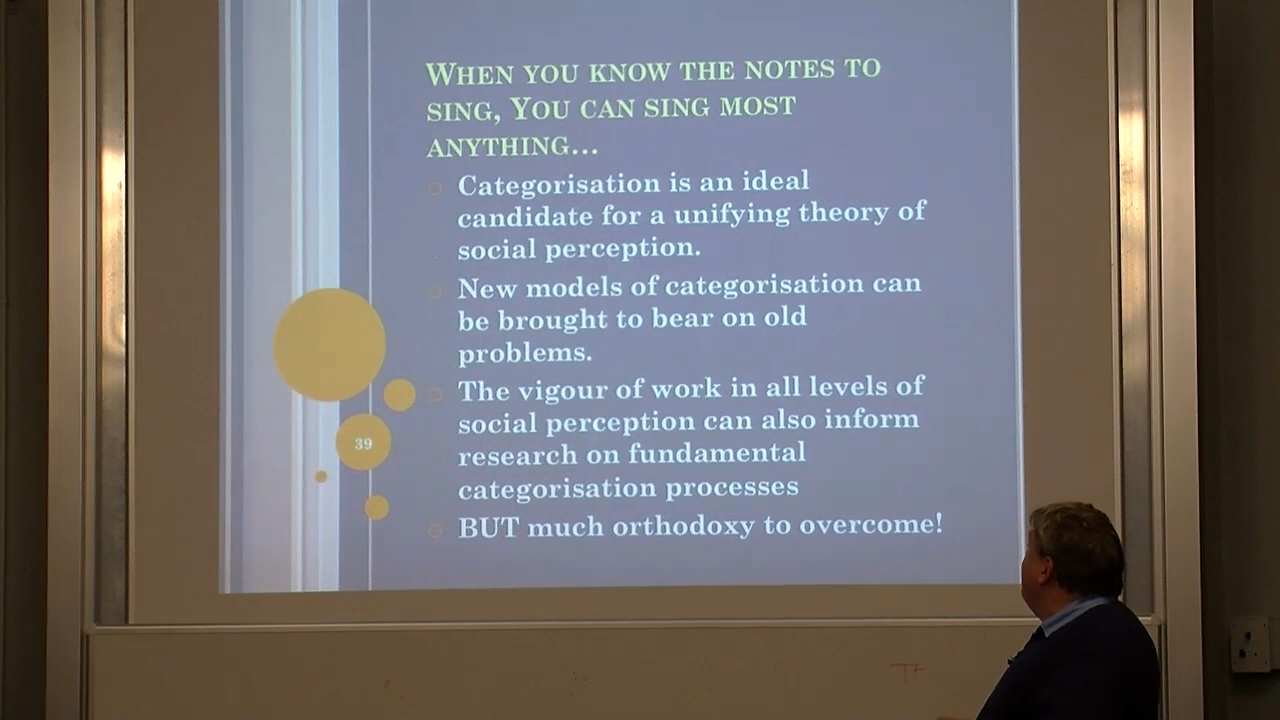 WHEN YOU KNOW THE NOTES TO
SING, YOU CAN SING MOST
ANYTHING...
Categorisation is an ideal
candidate for a unifying theory of
social perception.
New models of categorisation can
be brought to bear on old
problems.
The vigour of work in all levels of
social perception can also inform
research on fundamental
categorisation processes
BUT much orthodoxy to overcome!
39